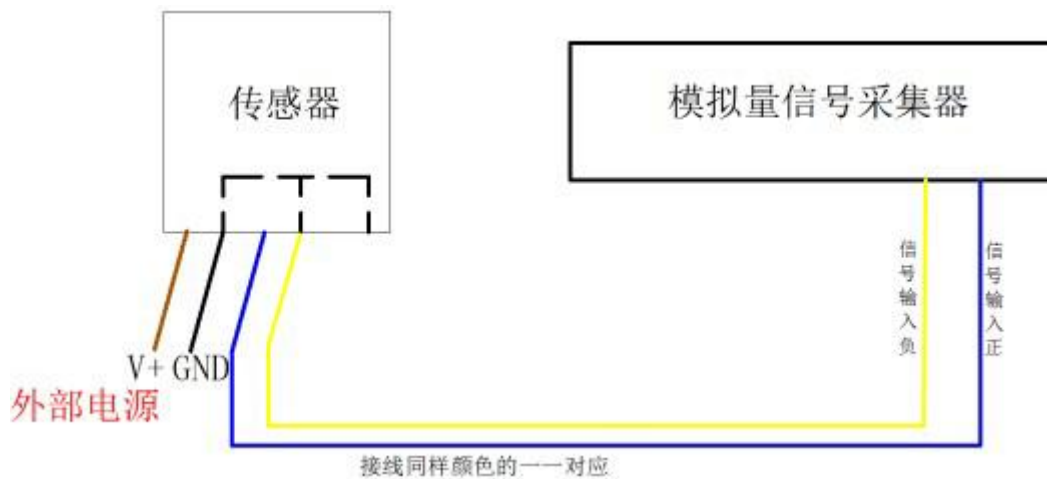 传感器
模拟量信号采集器
信号输入负
信号输入正
V+ GND
外部电源
接线同样颜色的一一对应